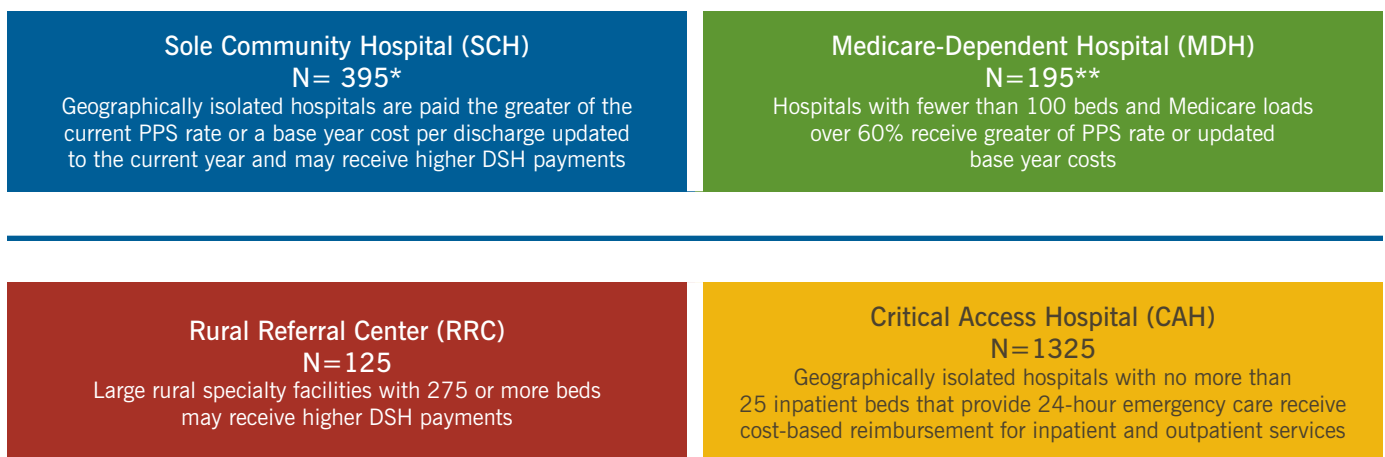 Sole Community Hospital (SCH)
N= 395*
Geographically isolated hospitals are paid the greater of the
current PPS rate or a base year cost per discharge updated
to the current year and may receive higher DSH payments
Medicare-Dependent Hospital (MDH)
N=195**
Hospitals with fewer than 100 beds and Medicare loads
over 60% receive greater of PPS rate or updated
base year costs
Rural Referral Center (RRC)
N=125
Large rural specialty facilities with 275 or more beds
may receive higher DSH payments
Critical Access Hospital (CAH)
N=1325
Geographically isolated hospitals with no more than
25 inpatient beds that provide 24-hour emergency care receive
cost-based reimbursement for inpatient and outpatient services